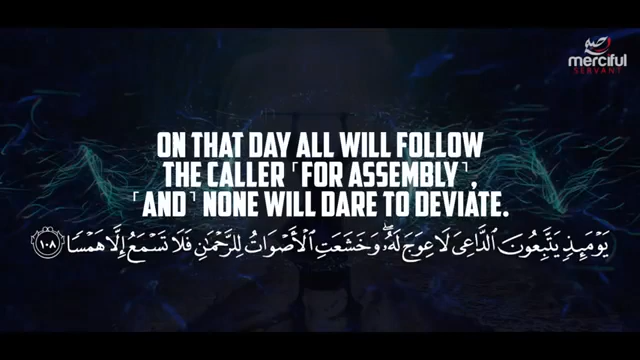 merciful
SERVANT
ON THAT DAY ALL WILL FOLLOW
THE CALLER ˹FOR ASSEMBLY˺,
˹AND˺ NONE WILL DARE TO DEVIATE.
يَوْمَئِذٍ يَتَّبِعُونَ الدَّاعِىَ لَا عِوَجَ لَهُۥ ۖ وَخَشَعَتِ الْأَصْوَاتُ لِلرَّحْمَـٰنِ فَلَا تَسْمَعُ إِلَّا هَمْسًا ١٠٨